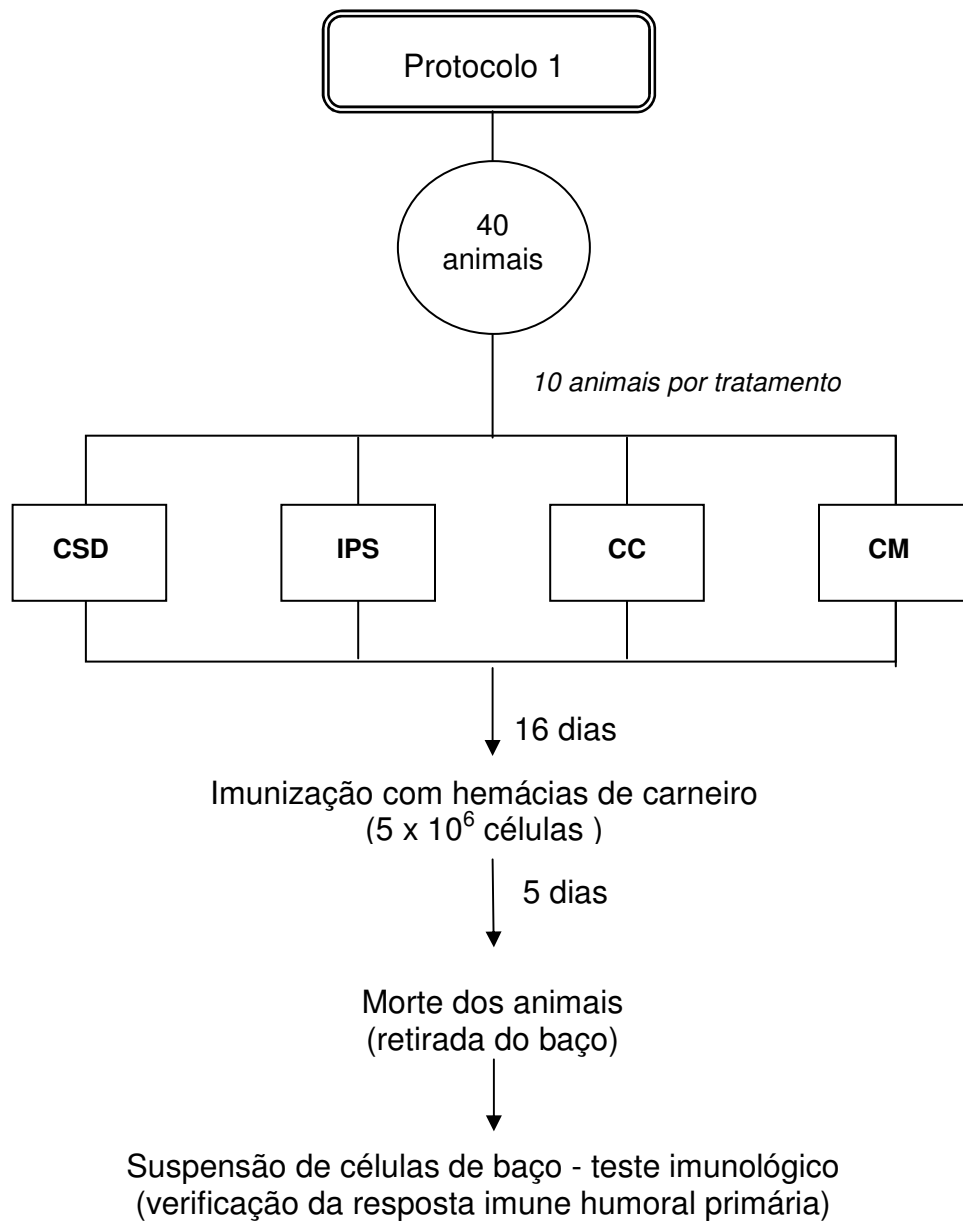 Protocolo 1
40
animais
10 animais por tratamento
CSD
IPS
CC
CM
16 dias
Imunização com hemácias de carneiro
(5 x 10⁶ células )
5 dias
Morte dos animais
(retirada do baço)
Suspensão de células de baço - teste imunológico
(verificação da resposta imune humoral primária)